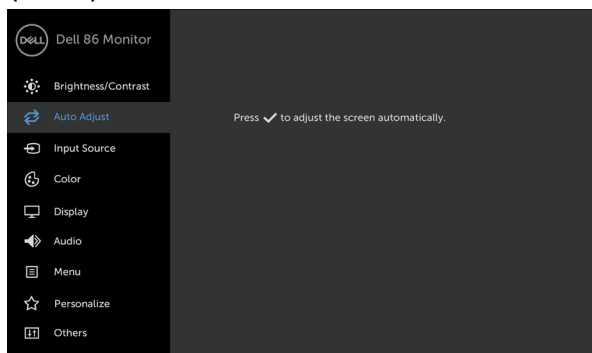 DELL Dell 86 Monitor
Brightness/Contrast
Auto Adjust
Press ✓ to adjust the screen automatically.
Input Source
Color
Display
Audio
Menu
Personalize
Others